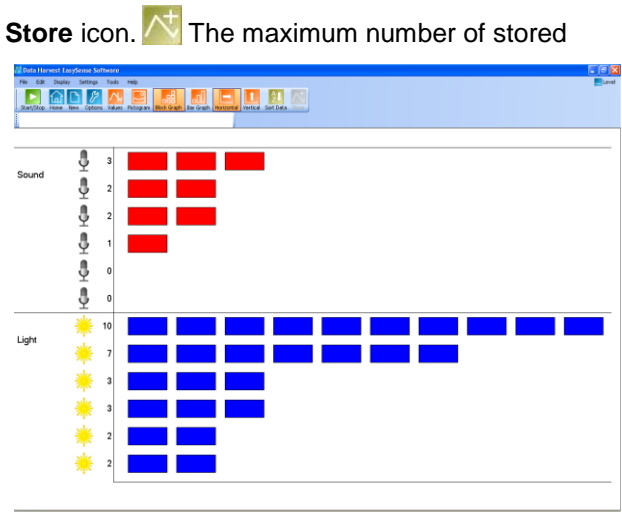 Store icon. The maximum number of stored
Data Harvest EasySense Software
File Edit Display Settings Tools Help
Level
Start/Stop Home New Options Values Pictogram Block Graph Bar Graph Horizontal Vertical Sort Data
Sound
3
2
2
1
0
0
Light
10
7
3
3
2
2